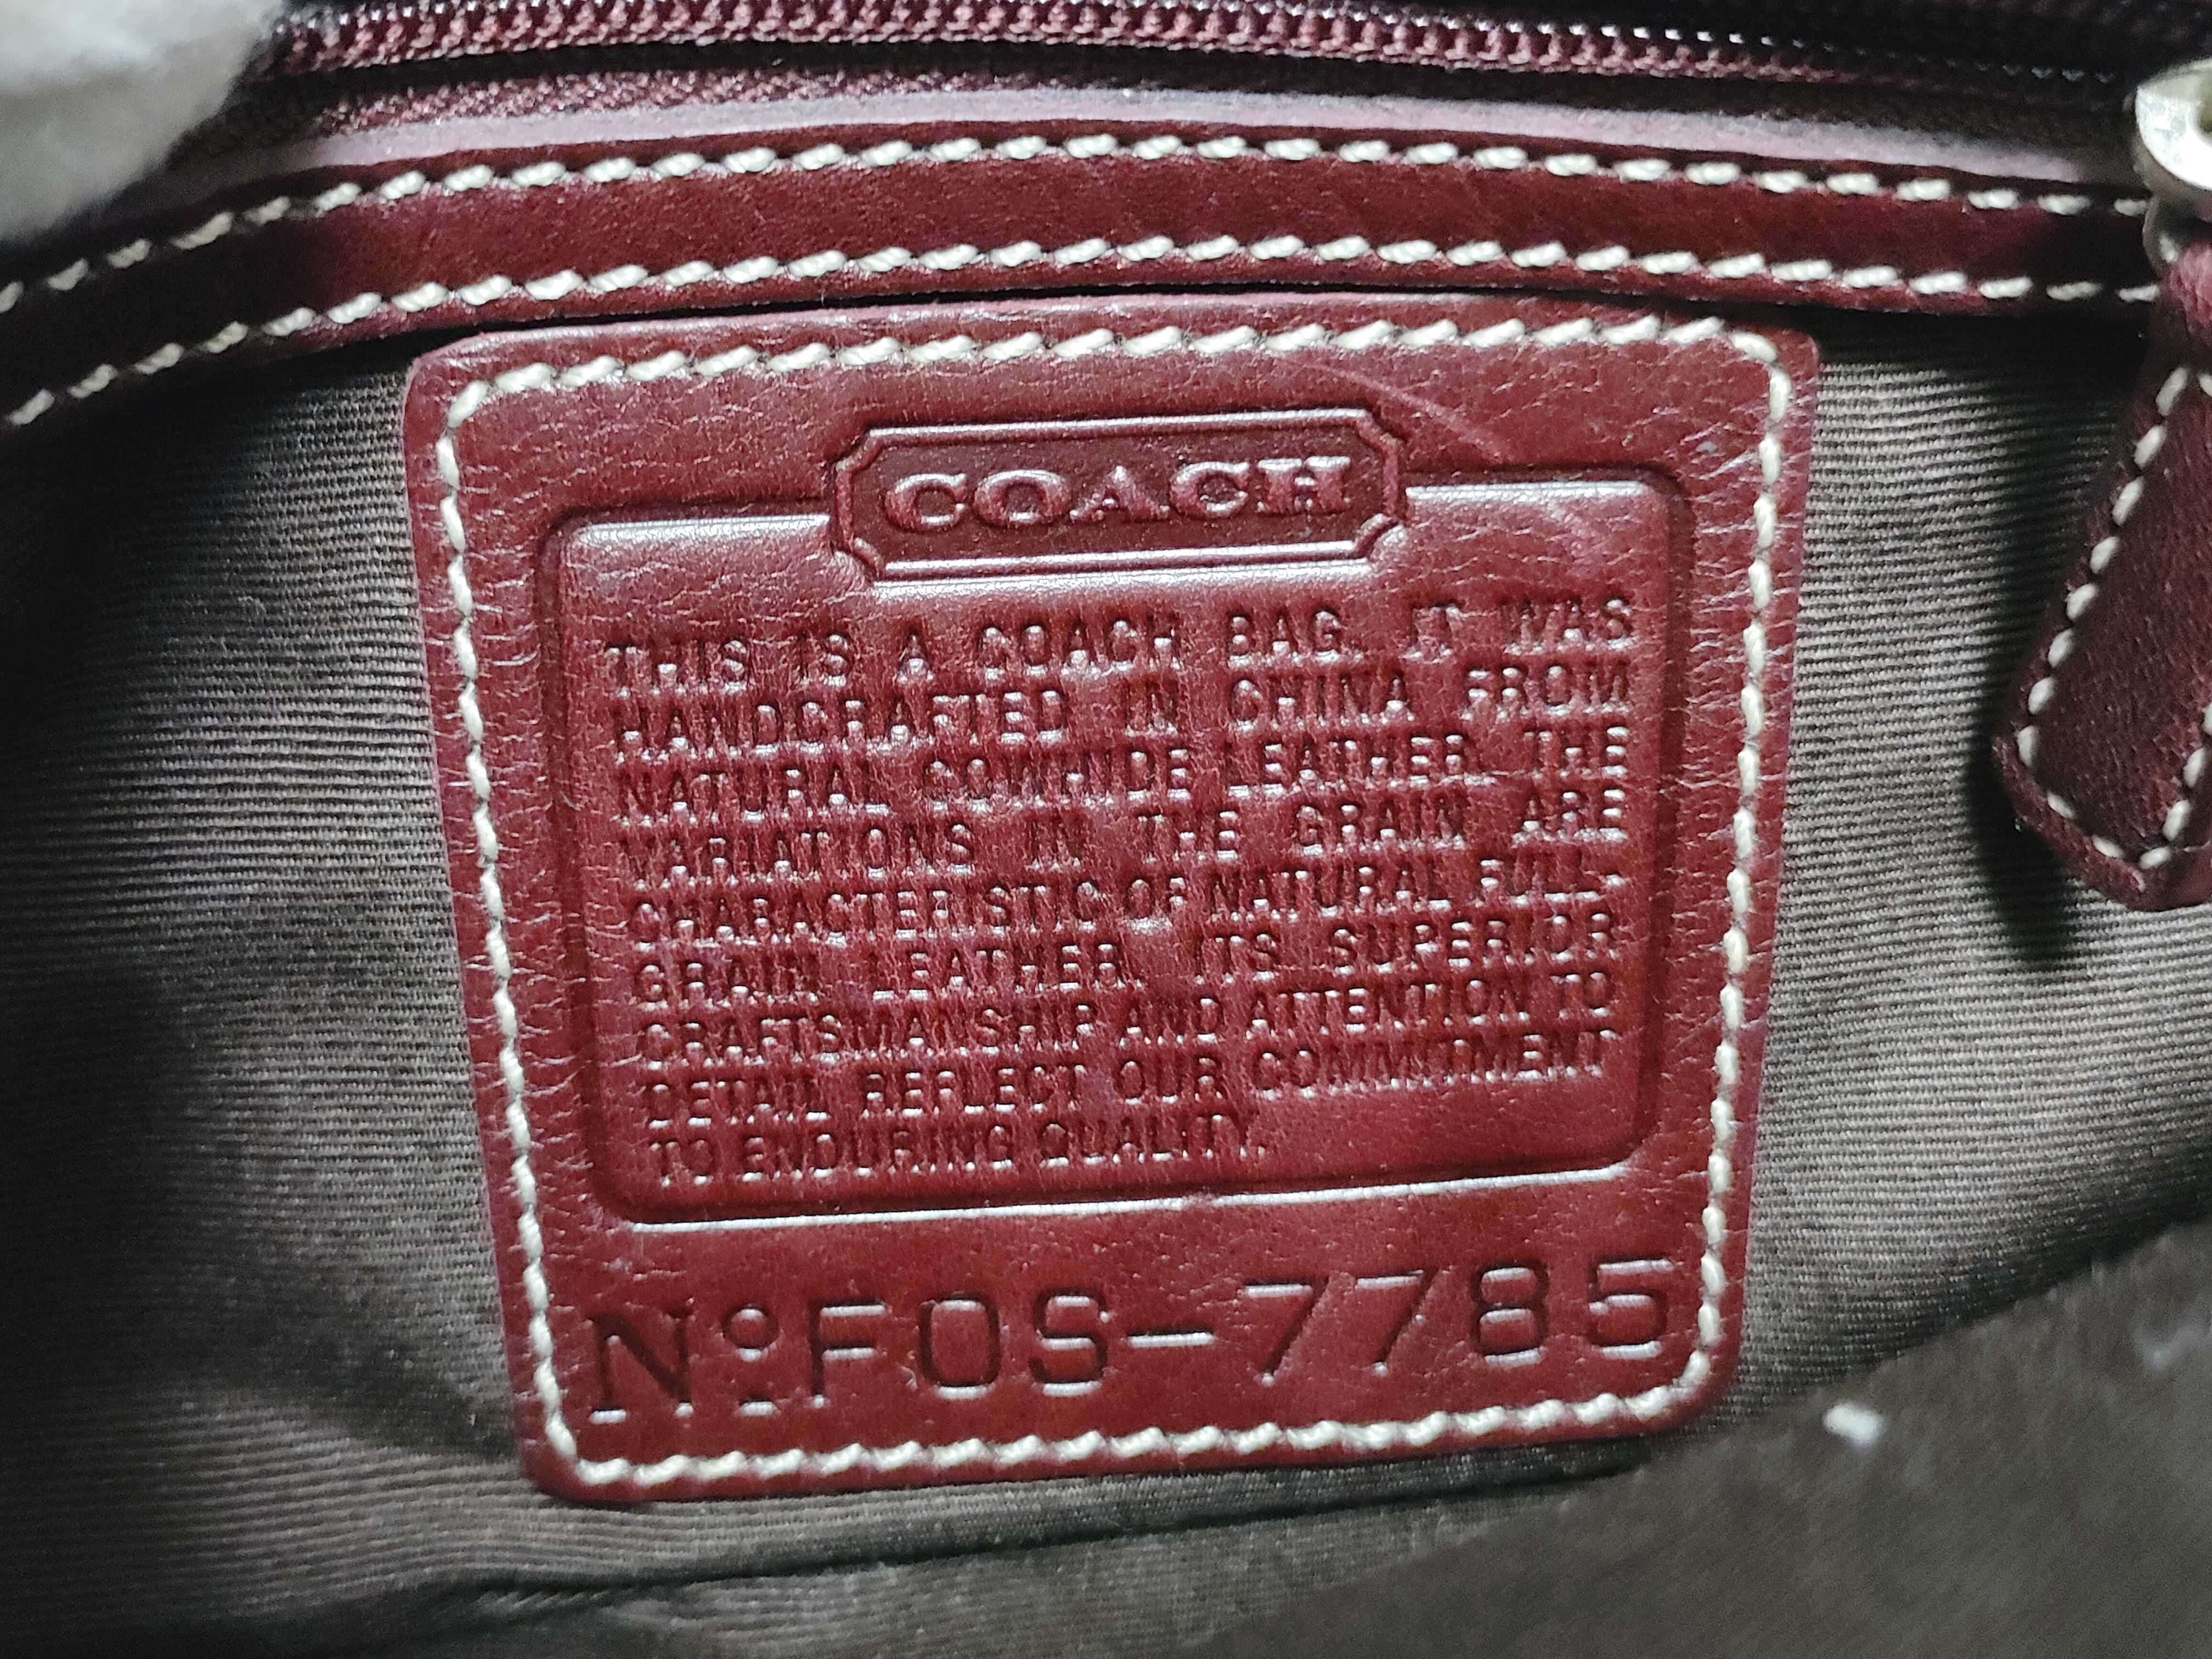 COACH
THIS IS A COACH BAG. IT WAS
HANDCRAFTED IN CHINA FROM
NATURAL COWHIDE LEATHER. THE
VARIATIONS IN THE GRAIN ARE
CHARACTERISTIC OF NATURAL FULL-
GRAIN LEATHER. ITS SUPERIOR
CRAFTSMANSHIP AND ATTENTION TO
DETAIL REFLECT OUR COMMITMENT
TO ENDURING QUALITY.
Nº FOS-7785